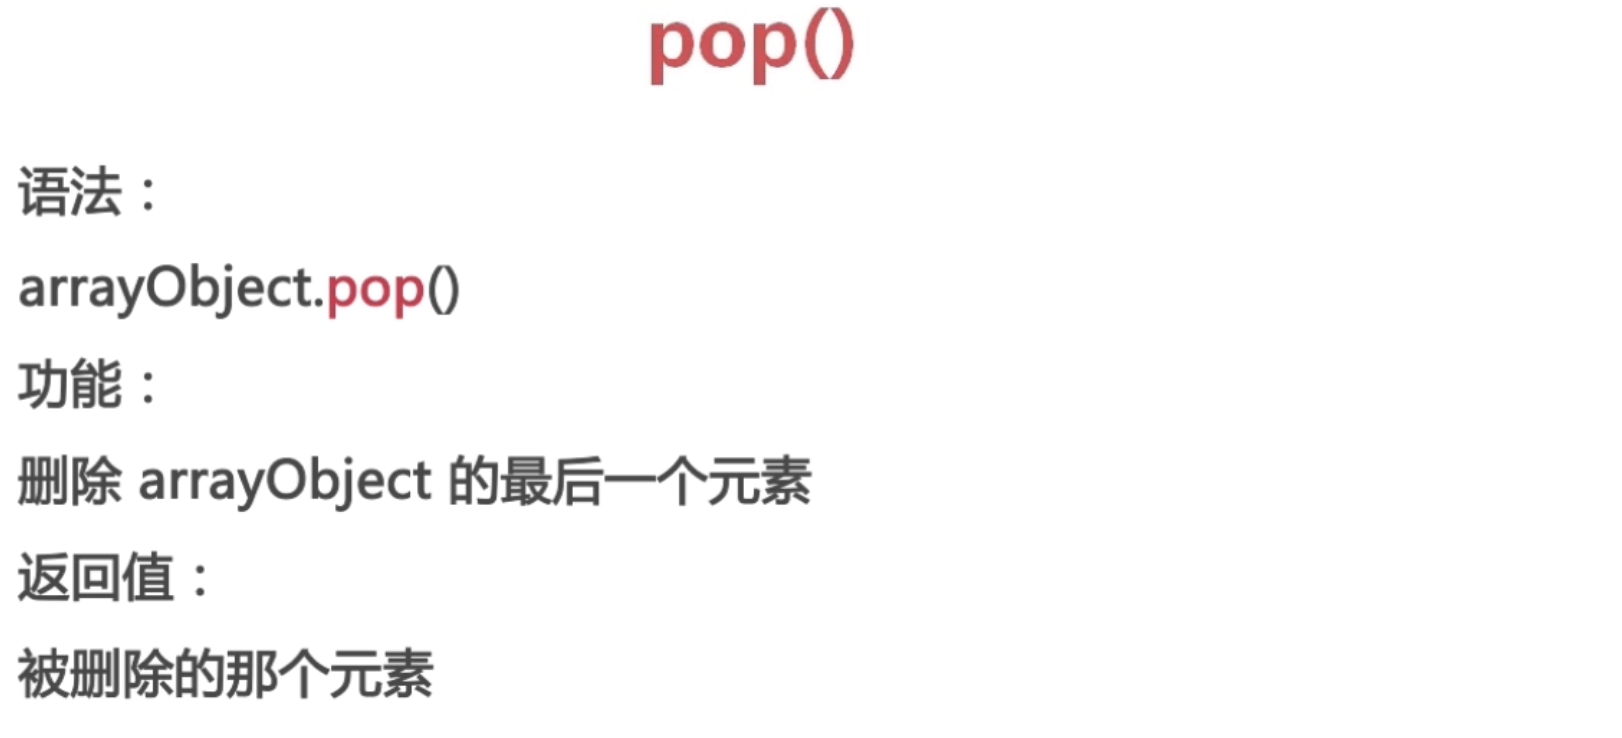 pop()
语法：
arrayObject.pop()
功能：
删除 arrayObject 的最后一个元素
返回值：
被删除的那个元素